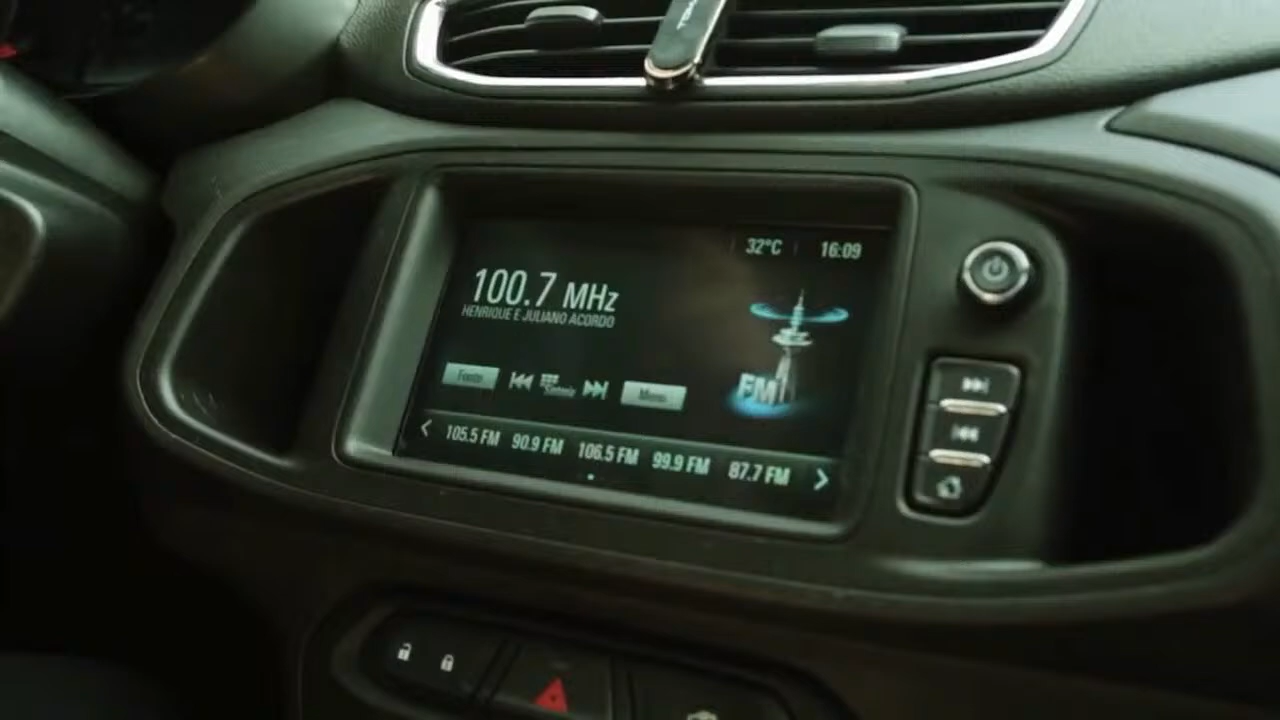 32°C 16:09
100.7 MHz
HENRIQUE E JULIANO ACORDO
Fonte Sintonia Menu
FM
105.5 FM 90.9 FM 106.5 FM 99.9 FM 87.7 FM